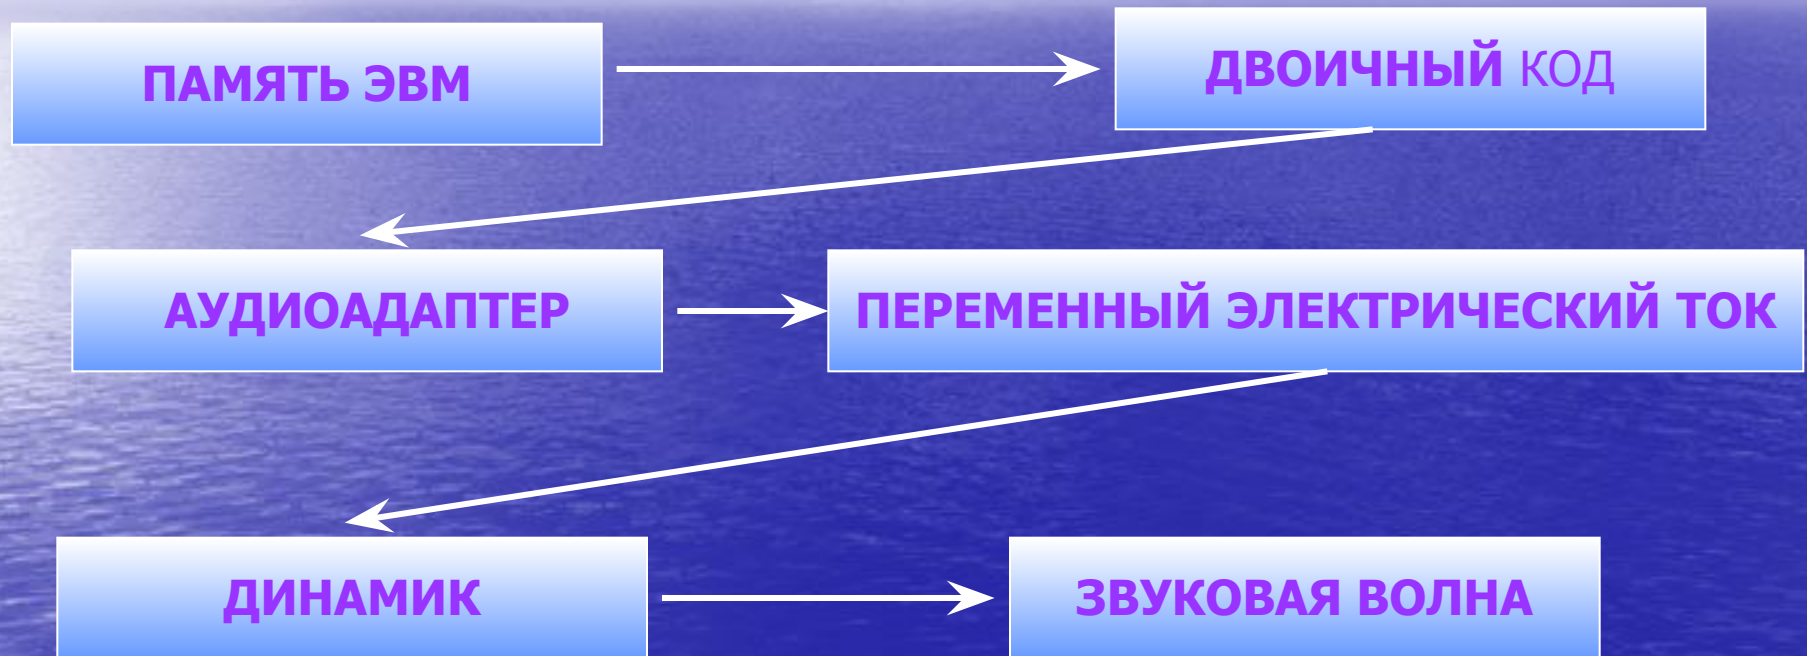 ПАМЯТЬ ЭВМ
ДВОИЧНЫЙ КОД
АУДИОАДАПТЕР
ПЕРЕМЕННЫЙ ЭЛЕКТРИЧЕСКИЙ ТОК
ДИНАМИК
ЗВУКОВАЯ ВОЛНА